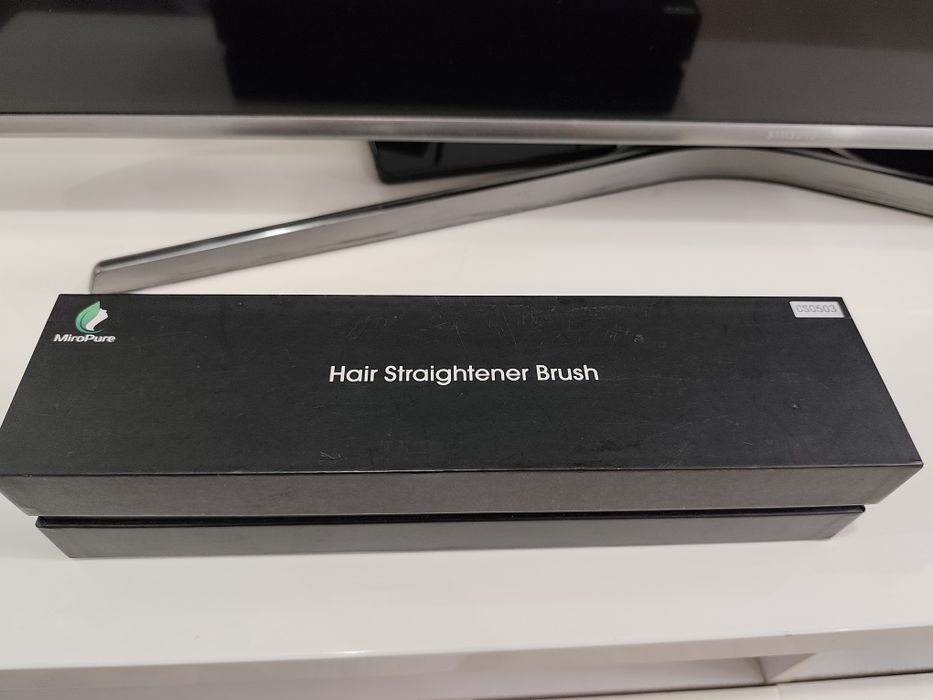 MiroPure
CS0503
Hair Straightener Brush